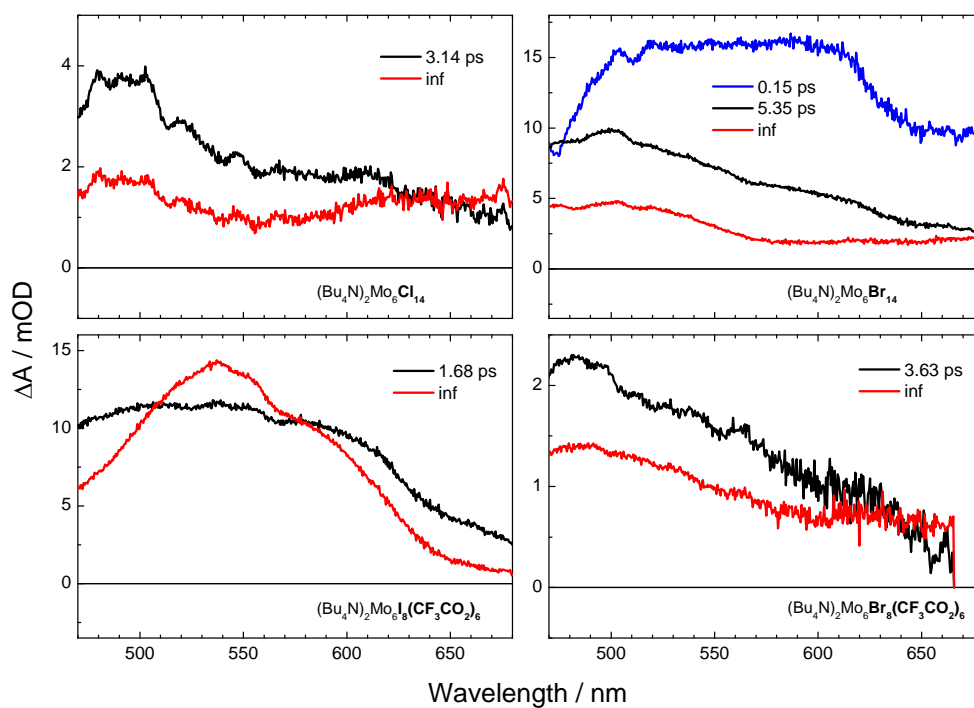 4
2
0
3.14 ps
inf
(Bu4N)2Mo6Cl14
15
10
5
0
0.15 ps
5.35 ps
inf
(Bu4N)2Mo6Br14
ΔA / mOD
15
10
5
0
1.68 ps
inf
(Bu4N)2Mo6I8(CF3CO2)6
500 550 600 650
2
1
0
3.63 ps
inf
(Bu4N)2Mo6Br8(CF3CO2)6
500 550 600 650
Wavelength / nm